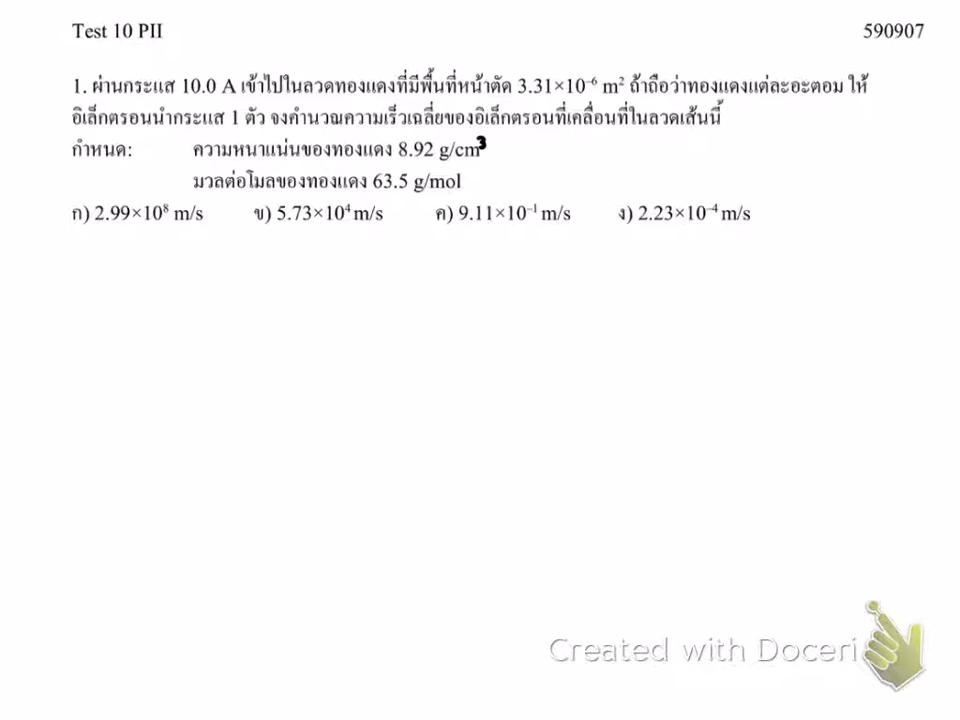 Test 10 PII 590907
1. ผ่านกระแส 10.0 A เข้าไปในลวดทองแดงที่มีพื้นที่หน้าตัด 3.31×10⁻⁶ m² ถ้าถือว่าทองแดงแต่ละอะตอม ให้
อิเล็กตรอนนำกระแส 1 ตัว จงคำนวณความเร็วเฉลี่ยของอิเล็กตรอนที่เคลื่อนที่ในลวดเส้นนี้
กำหนด: ความหนาแน่นของทองแดง 8.92 g/cm³
มวลต่อโมลของทองแดง 63.5 g/mol
ก) 2.99×10⁸ m/s ข) 5.73×10⁴ m/s ค) 9.11×10⁻¹ m/s ง) 2.23×10⁻⁴ m/s
Created with Doceri